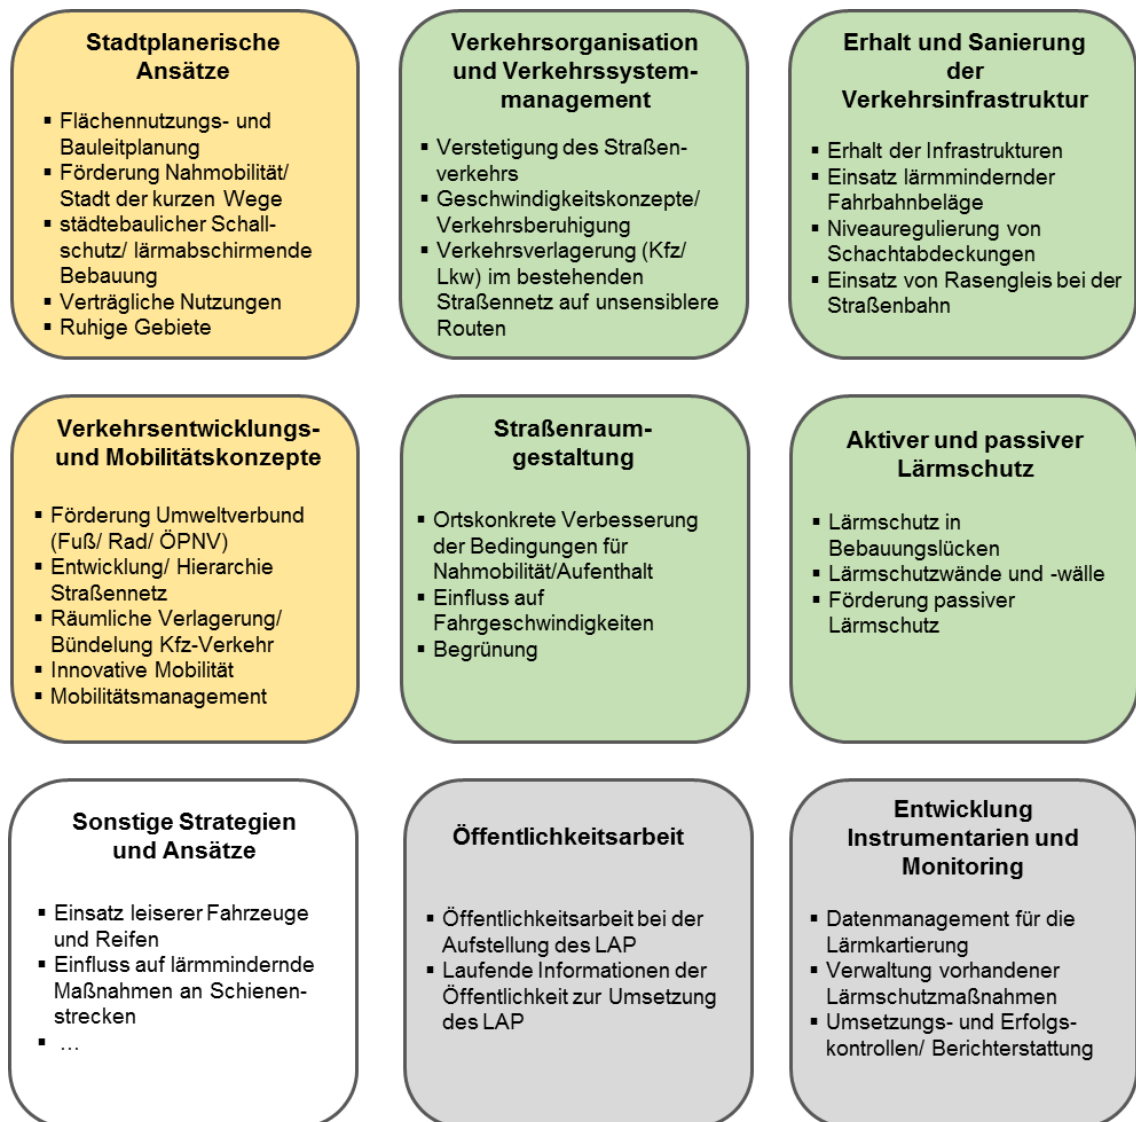 Stadtplanerische
Ansätze
▪ Flächennutzungs- und
Bauleitplanung
▪ Förderung Nahmobilität/
Stadt der kurzen Wege
▪ städtebaulicher Schall-
schutz/ lärmabschirmende
Bebauung
▪ Verträgliche Nutzungen
▪ Ruhige Gebiete
Verkehrsorganisation
und Verkehrssystem-
management
▪ Verstetigung des Straßen-
verkehrs
▪ Geschwindigkeitskonzepte/
Verkehrsberuhigung
▪ Verkehrsverlagerung (Kfz/
Lkw) im bestehenden
Straßennetz auf unsensiblere
Routen
Erhalt und Sanierung
der
Verkehrsinfrastruktur
▪ Erhalt der Infrastrukturen
▪ Einsatz lärmmindernder
Fahrbahnbeläge
▪ Niveauregulierung von
Schachtabdeckungen
▪ Einsatz von Rasengleis bei der
Straßenbahn
Verkehrsentwicklungs-
und Mobilitätskonzepte
▪ Förderung Umweltverbund
(Fuß/ Rad/ ÖPNV)
▪ Entwicklung/ Hierarchie
Straßennetz
▪ Räumliche Verlagerung/
Bündelung Kfz-Verkehr
▪ Innovative Mobilität
▪ Mobilitätsmanagement
Straßenraum-
gestaltung
▪ Ortskonkrete Verbesserung
der Bedingungen für
Nahmobilität/Aufenthalt
▪ Einfluss auf
Fahrgeschwindigkeiten
▪ Begrünung
Aktiver und passiver
Lärmschutz
▪ Lärmschutz in
Bebauungslücken
▪ Lärmschutzwände und -wälle
▪ Förderung passiver
Lärmschutz
Sonstige Strategien
und Ansätze
▪ Einsatz leiserer Fahrzeuge
und Reifen
▪ Einfluss auf lärmmindernde
Maßnahmen an Schienen-
strecken
▪ …
Öffentlichkeitsarbeit
▪ Öffentlichkeitsarbeit bei der
Aufstellung des LAP
▪ Laufende Informationen der
Öffentlichkeit zur Umsetzung
des LAP
Entwicklung
Instrumentarien und
Monitoring
▪ Datenmanagement für die
Lärmkartierung
▪ Verwaltung vorhandener
Lärmschutzmaßnahmen
▪ Umsetzungs- und Erfolgs-
kontrollen/ Berichterstattung